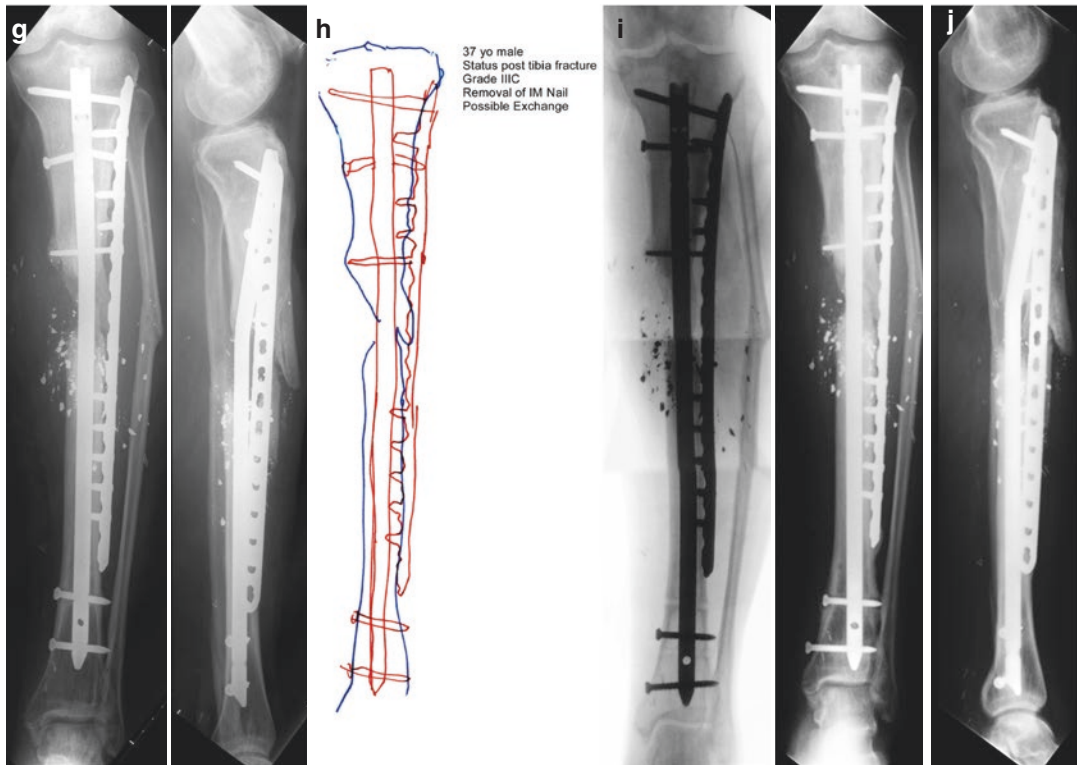 g
h
37 yo male
Status post tibia fracture
Grade IIIC
Removal of IM Nail
Possible Exchange
i
j